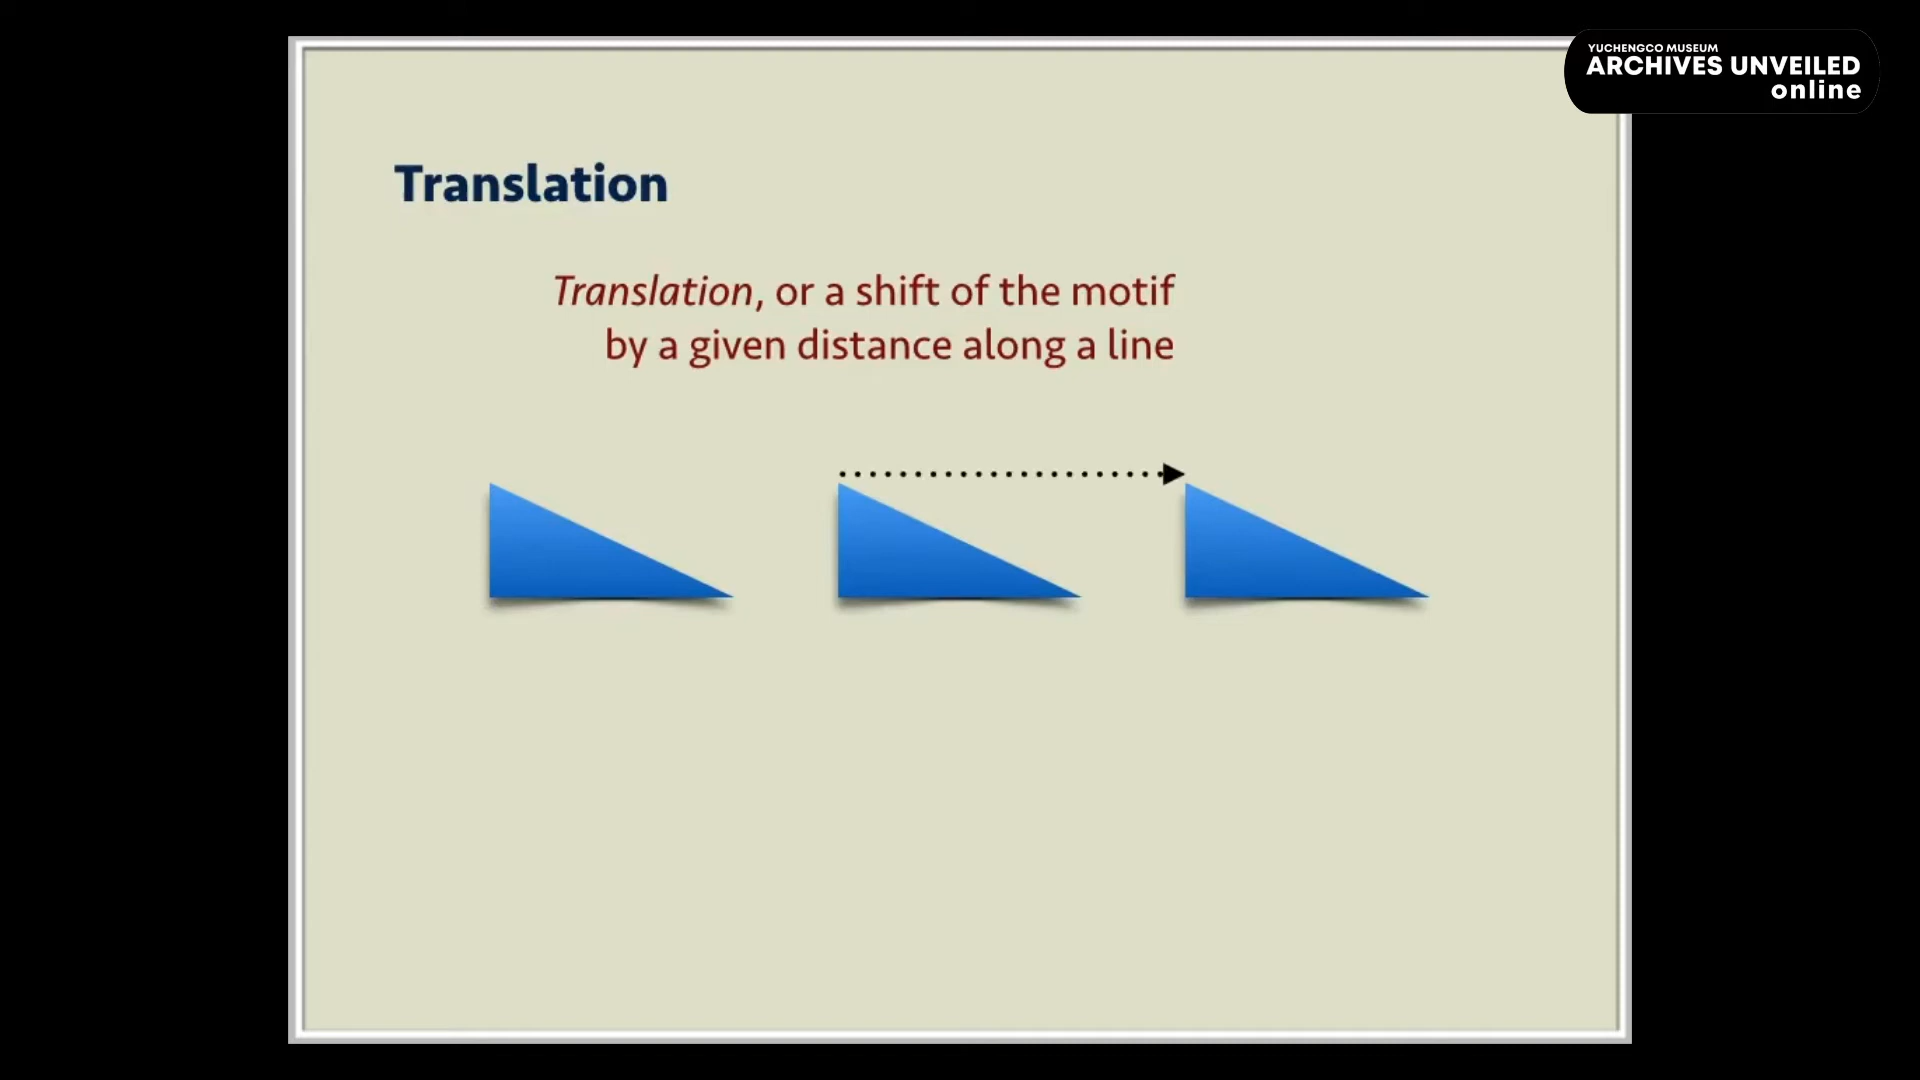 YUCHENGCO MUSEUM
ARCHIVES UNVEILED
online
Translation
Translation, or a shift of the motif
by a given distance along a line